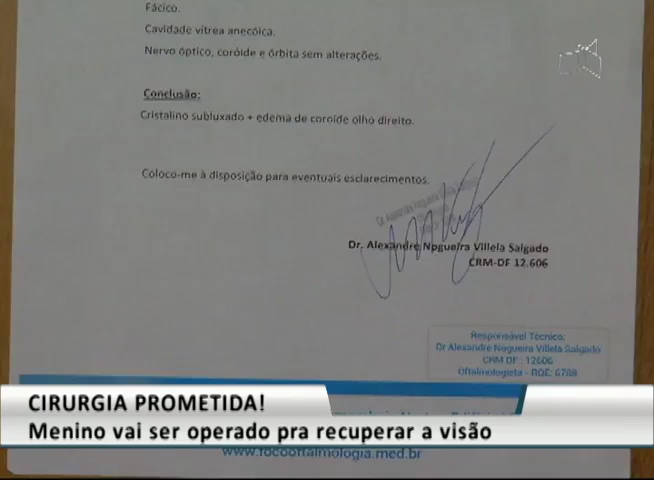 Fácico.
Cavidade vítrea anecóica.
Nervo óptico, coróide e órbita sem alterações.
Conclusão:
Cristalino subluxado + edema de coroide olho direito.
Coloco-me à disposição para eventuais esclarecimentos.
Dr. Alexandre Nogueira Villela Salgado
CRM-DF 12.606
Responsável Técnico:
Dr Alexandre Nogueira Villela Salgado
CRM DF : 12606
Oftalmologista - RQE: 6788
CIRURGIA PROMETIDA!
Menino vai ser operado pra recuperar a visão
www.focooftalmologia.med.br